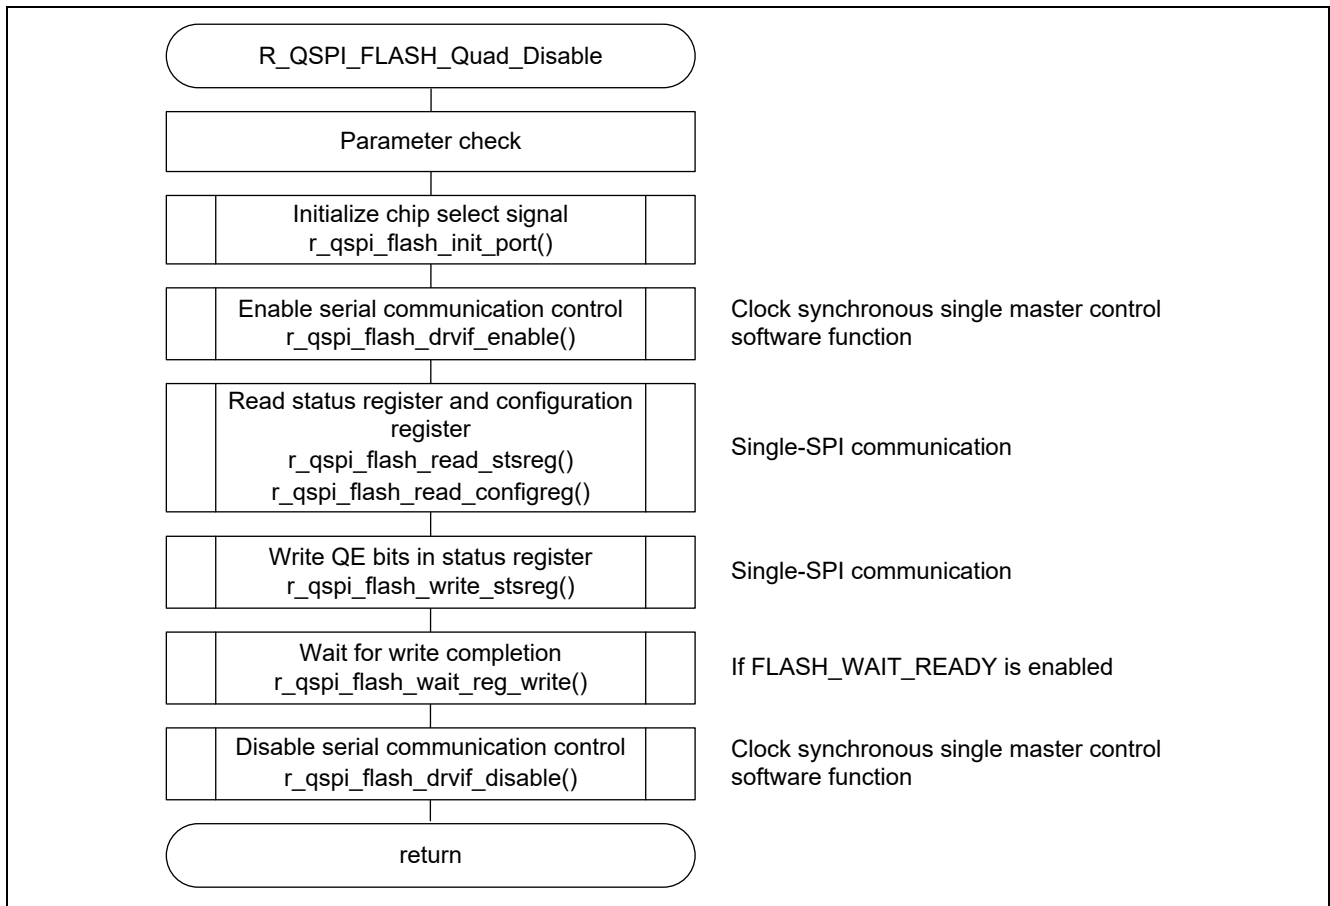 R_QSPI_FLASH_Quad_Disable
Parameter check
Initialize chip select signal
r_qspi_flash_init_port()
Enable serial communication control
r_qspi_flash_drvif_enable()
Clock synchronous single master control
software function
Read status register and configuration
register
r_qspi_flash_read_stsreg()
r_qspi_flash_read_configreg()
Single-SPI communication
Write QE bits in status register
r_qspi_flash_write_stsreg()
Single-SPI communication
Wait for write completion
r_qspi_flash_wait_reg_write()
If FLASH_WAIT_READY is enabled
Disable serial communication control
r_qspi_flash_drvif_disable()
Clock synchronous single master control
software function
return